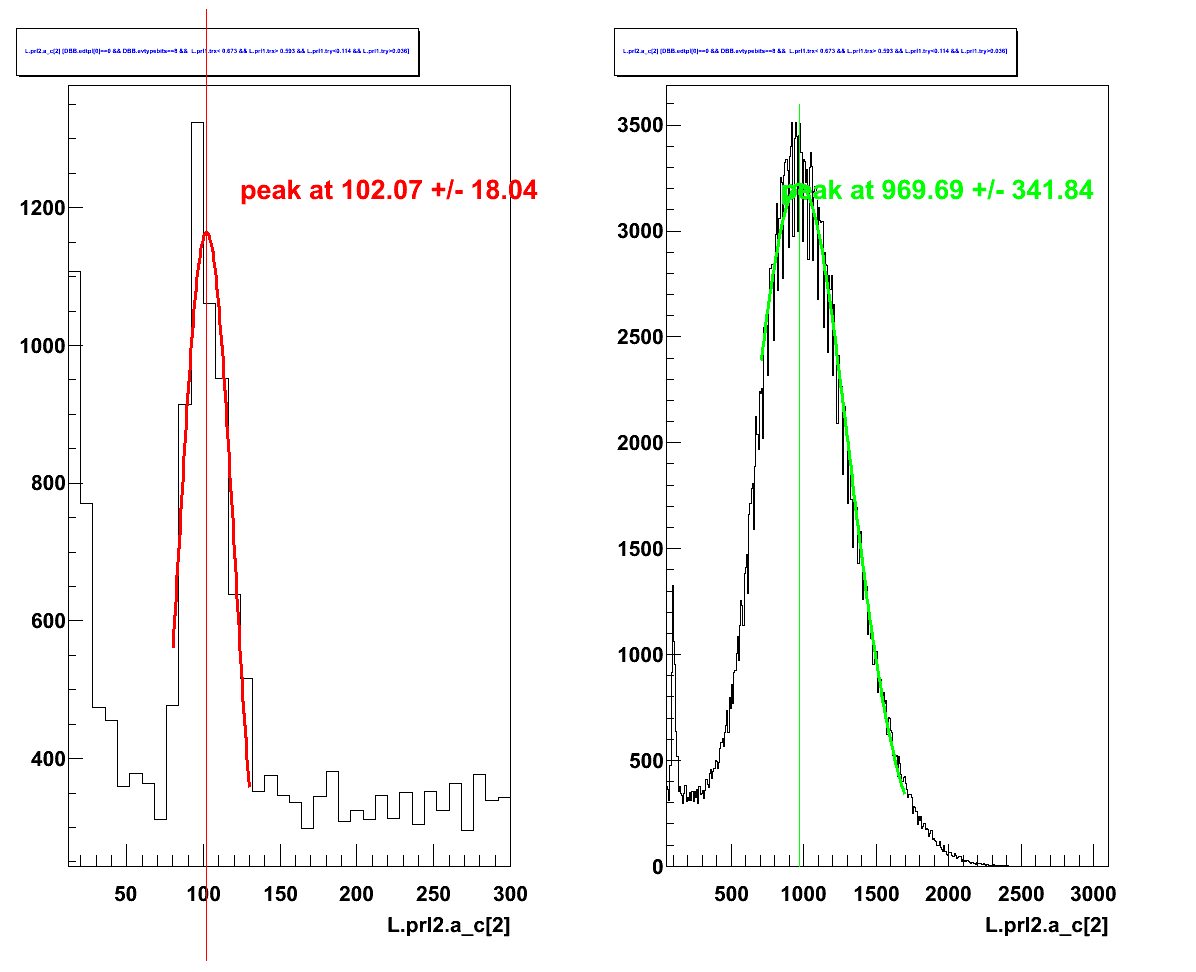 L.prl2.a_c[2] [DBB.edtpl[0]==0 && DBB.evtypebits==8 && L.prl1.trx< 0.673 && L.prl1.trx> 0.593 && L.prl1.try<0.114 && L.prl1.try>0.036]
peak at 102.07 +/- 18.04
1200
1000
800
600
400
50 100 150 200 250 300
L.prl2.a_c[2]
L.prl2.a_c[2] [DBB.edtpl[0]==0 && DBB.evtypebits==8 && L.prl1.trx< 0.673 && L.prl1.trx> 0.593 && L.prl1.try<0.114 && L.prl1.try>0.036]
3500
peak at 969.69 +/- 341.84
3000
2500
2000
1500
1000
500
0
500 1000 1500 2000 2500 3000
L.prl2.a_c[2]